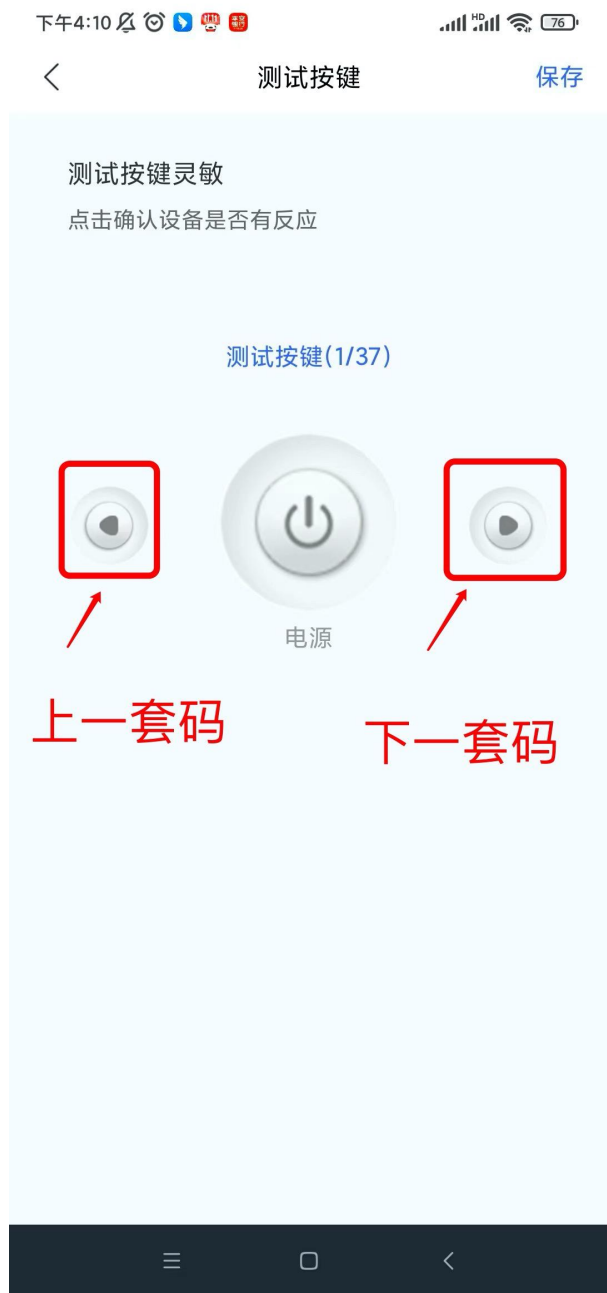 下午4:10
HD
76
测试按键
保存
测试按键灵敏
点击确认设备是否有反应
测试按键(1/37)
电源
上一套码
下一套码